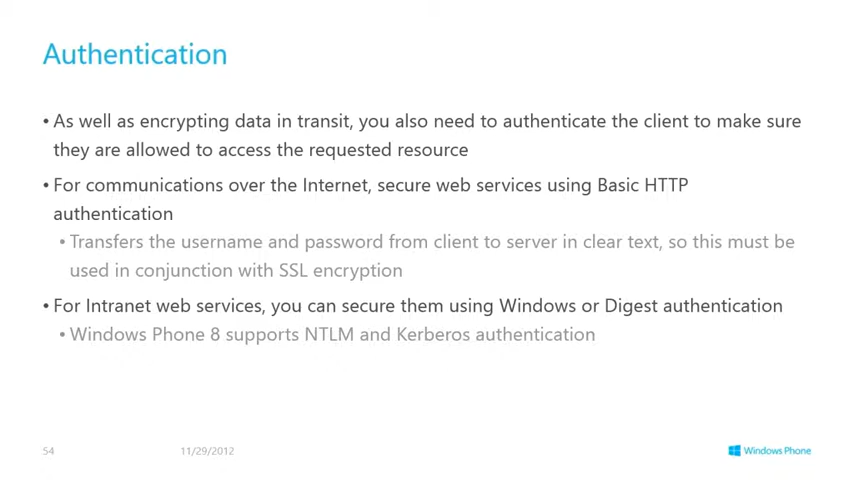 Authentication
• As well as encrypting data in transit, you also need to authenticate the client to make sure
they are allowed to access the requested resource
• For communications over the Internet, secure web services using Basic HTTP
authentication
• Transfers the username and password from client to server in clear text, so this must be
used in conjunction with SSL encryption
• For Intranet web services, you can secure them using Windows or Digest authentication
• Windows Phone 8 supports NTLM and Kerberos authentication
54 11/29/2012 Windows Phone